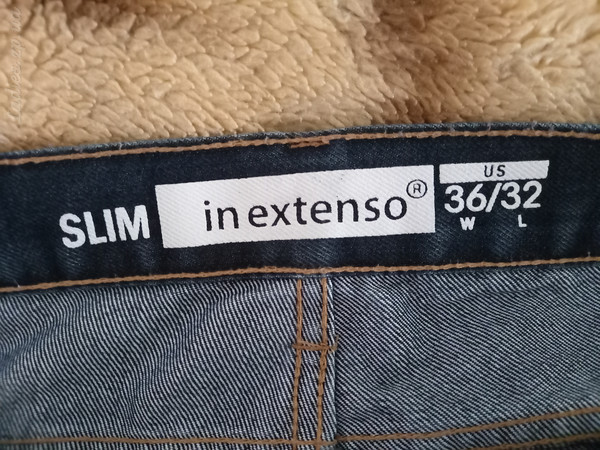 SLIM
in extenso®
US
36/32
W L